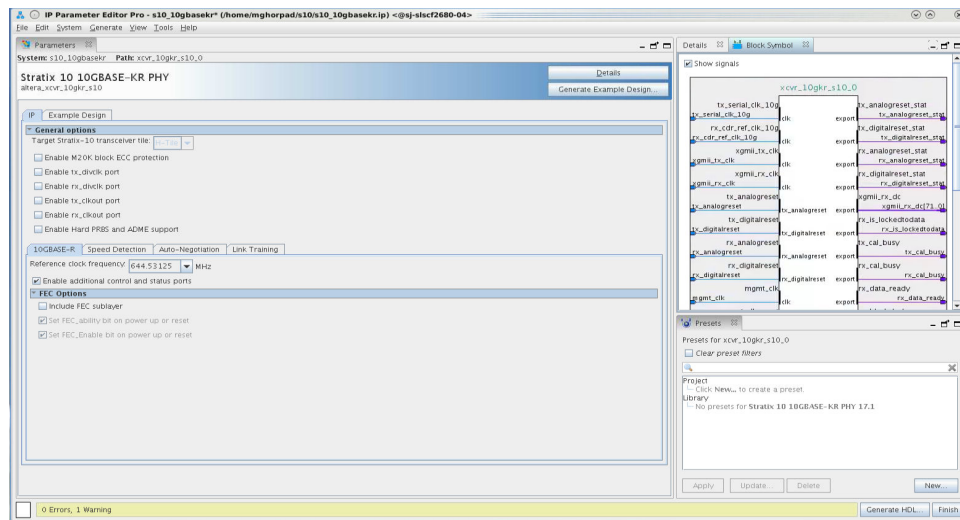 IP Parameter Editor Pro - s10_10gbasekr* (/home/mghorpad/s10/s10_10gbasekr.ip) <@sj-slscf2680-04>
File Edit System Generate View Tools Help
Parameters
System: s10_10gbasekr Path: xcvr_10gkr_s10_0
Stratix 10 10GBASE-KR PHY
altera_xcvr_10gkr_s10
Details
Generate Example Design...
IP Example Design
General options
Target Stratix-10 transceiver tile: H-Tile
Enable M20K block ECC protection
Enable tx_divclk port
Enable rx_divclk port
Enable tx_clkout port
Enable rx_clkout port
Enable Hard PRBS and ADME support
10GBASE-R Speed Detection Auto-Negotiation Link Training
Reference clock frequency: 644.53125 MHz
Enable additional control and status ports
FEC Options
Include FEC sublayer
Set FEC_ability bit on power up or reset
Set FEC_Enable bit on power up or reset
Details Block Symbol
Show signals
xcvr_10gkr_s10_0
tx_serial_clk_10g tx_analogreset_stat
tx_serial_clk_10g clk export tx_analogreset_stat
rx_cdr_ref_clk_10g tx_digitalreset_stat
rx_cdr_ref_clk_10g clk export tx_digitalreset_stat
xgmii_tx_clk rx_analogreset_stat
xgmii_tx_clk clk export rx_analogreset_stat
xgmii_rx_clk rx_digitalreset_stat
xgmii_rx_clk clk export rx_digitalreset_stat
tx_analogreset xgmii_rx_dc
tx_analogreset tx_analogreset export xgmii_rx_dc[71..0]
tx_digitalreset rx_is_lockedtodata
tx_digitalreset tx_digitalreset export rx_is_lockedtodata
rx_analogreset tx_cal_busy
rx_analogreset rx_analogreset export tx_cal_busy
rx_digitalreset rx_cal_busy
rx_digitalreset rx_digitalreset export rx_cal_busy
mgmt_clk rx_data_ready
mgmt_clk clk export rx_data_ready
Presets
Presets for xcvr_10gkr_s10_0
Clear preset filters
Project
Click New... to create a preset.
Library
No presets for Stratix 10 10GBASE-KR PHY 17.1
Apply Update... Delete New...
0 Errors, 1 Warning
Generate HDL... Finish